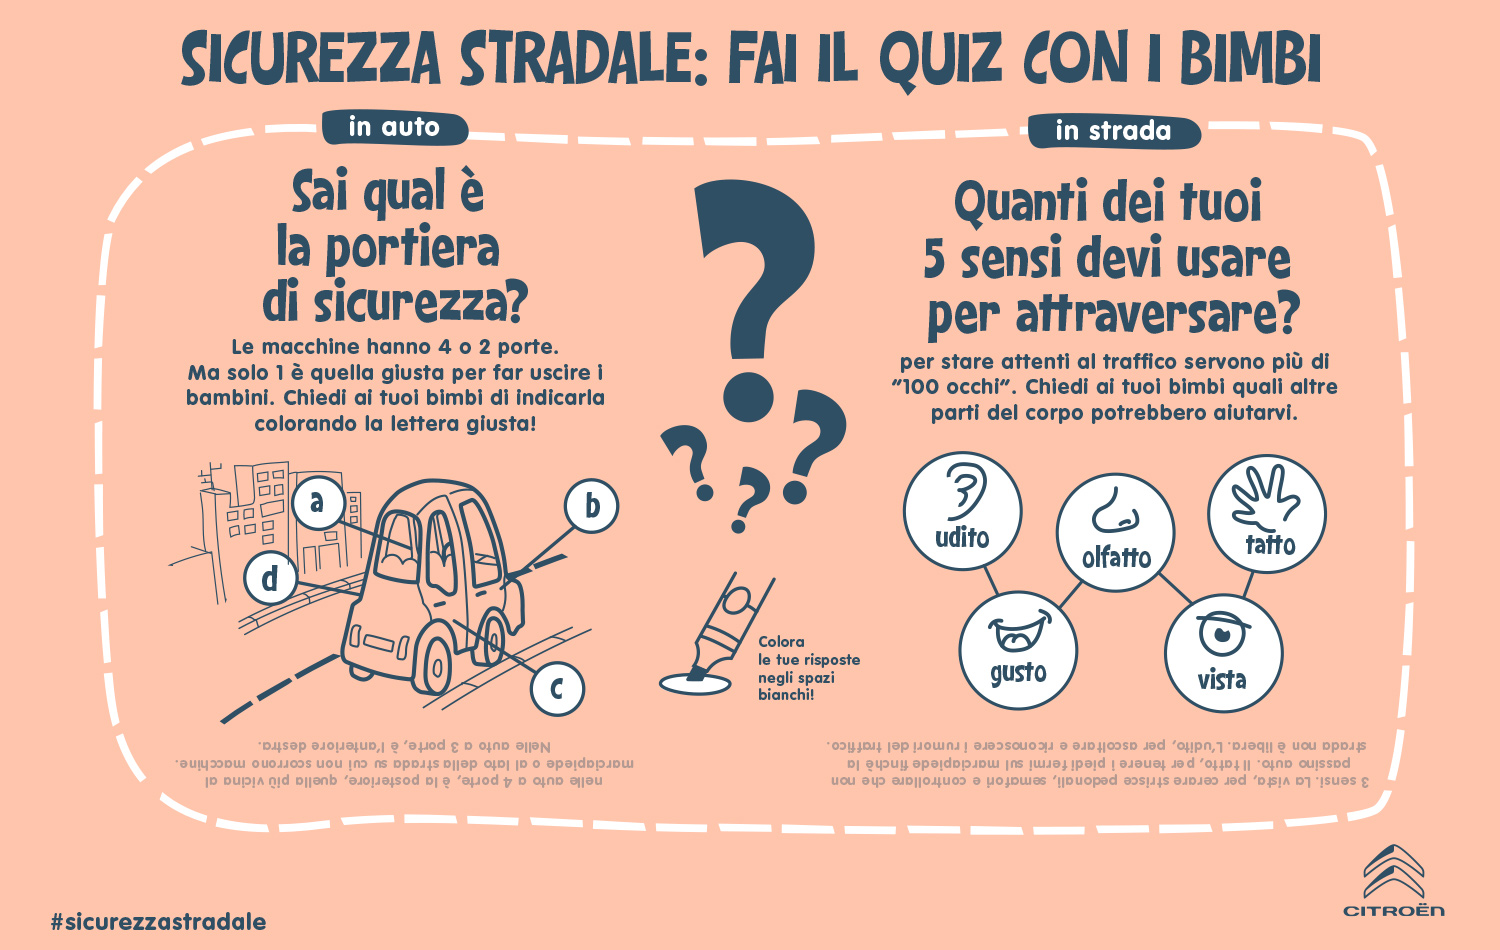 SICUREZZA STRADALE: FAI IL QUIZ CON I BIMBI
in auto
Sai qual è
la portiera
di sicurezza?
Le macchine hanno 4 o 2 porte.
Ma solo 1 è quella giusta per far uscire i
bambini. Chiedi ai tuoi bimbi di indicarla
colorando la lettera giusta!
a
b
d
c
nelle auto a 4 porte, è la posteriore, quella più vicina al
marciapiede o al lato della strada su cui non scorrono macchine.
Nelle auto a 3 porte, è l'anteriore destra.
Colora
le tue risposte
negli spazi
bianchi!
in strada
Quanti dei tuoi
5 sensi devi usare
per attraversare?
per stare attenti al traffico servono più di
"100 occhi". Chiedi ai tuoi bimbi quali altre
parti del corpo potrebbero aiutarvi.
udito
olfatto
tatto
gusto
vista
3 sensi. La vista, per cerare strisce pedonali, semafori e controllare che non
passino auto. Il tatto, per tenere i piedi fermi sul marciapiede finchè la
strada non è libera. L'udito, per ascoltare e riconoscere i rumori del traffico.
#sicurezzastradale
CITROËN